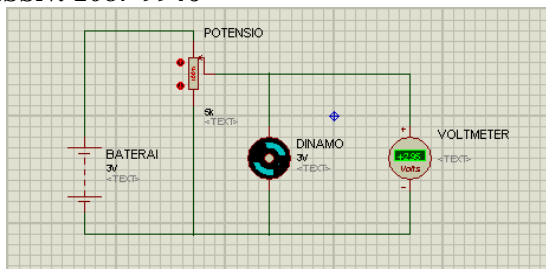 POTENSIO
5k
<TEXT>
BATERAI
3V
<TEXT>
DINAMO
3V
<TEXT>
VOLTMETER
<TEXT>
+
Volts
-